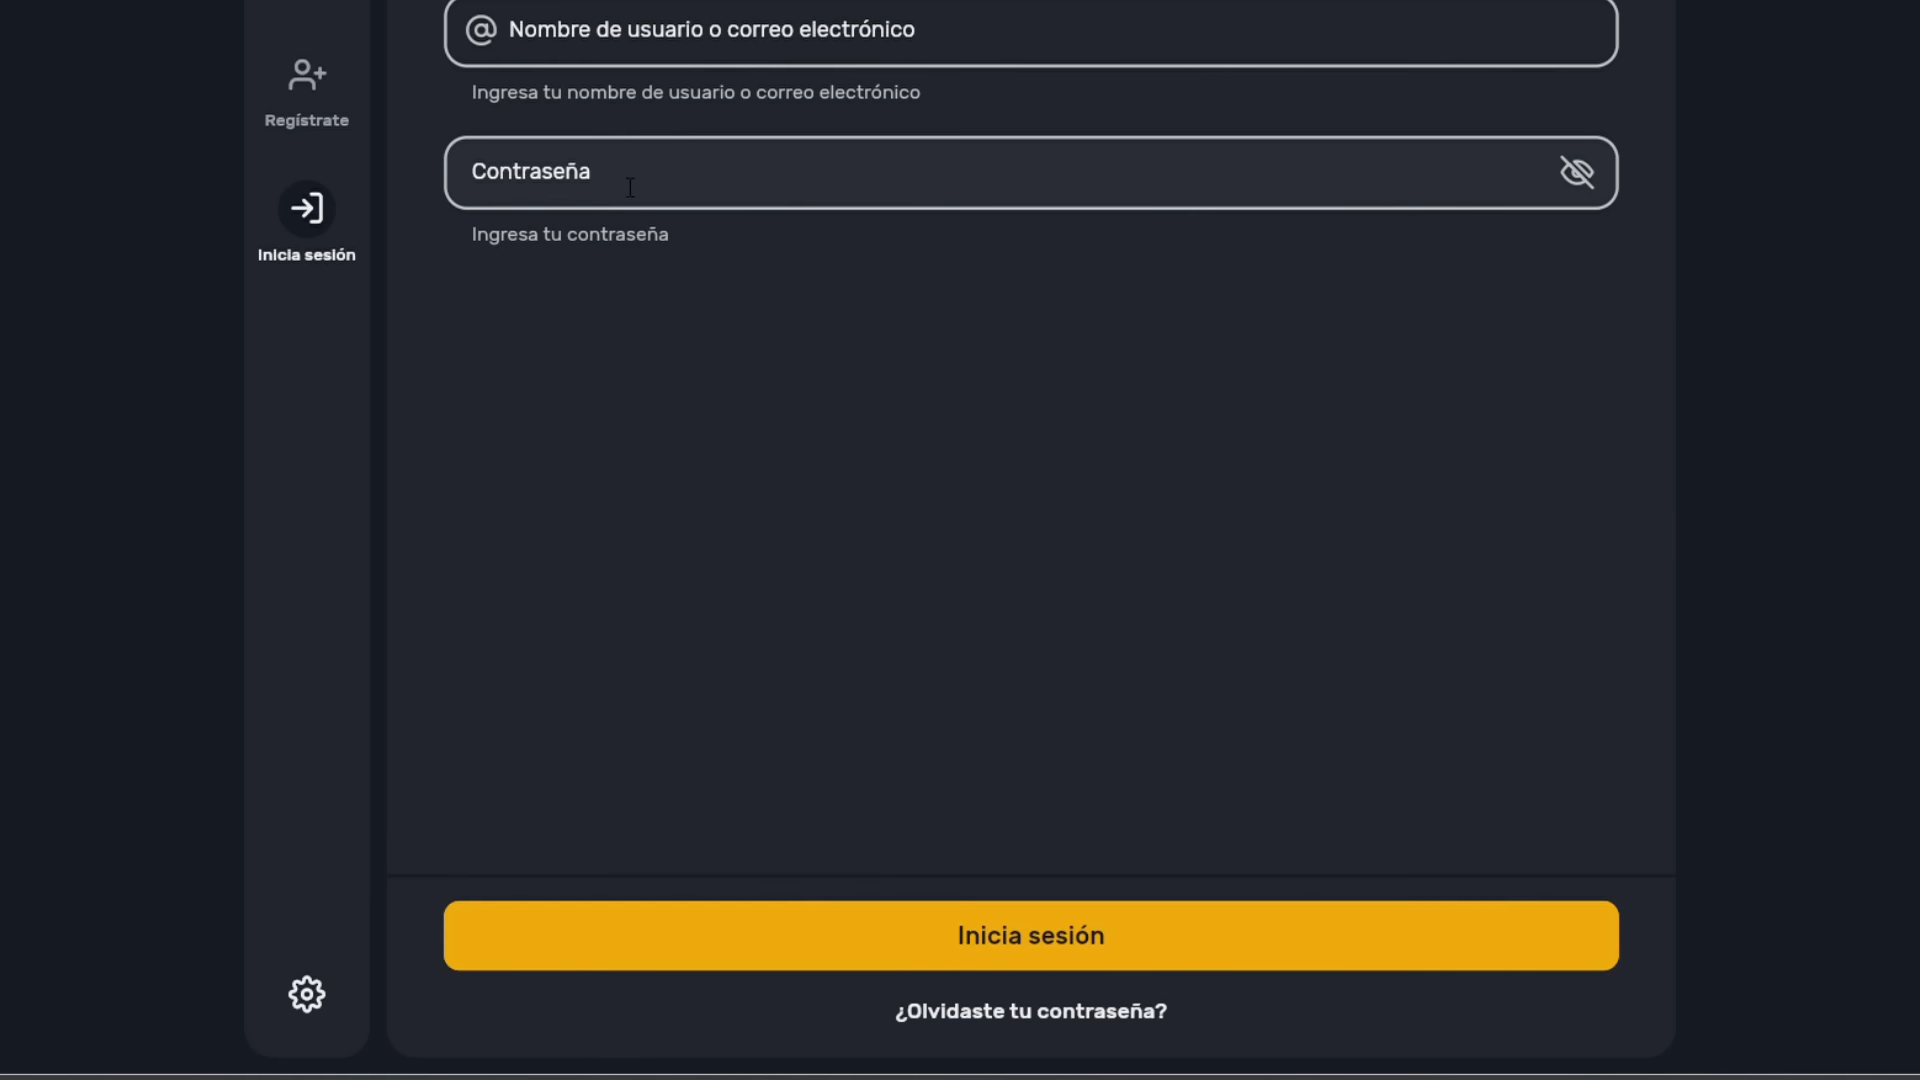 Nombre de usuario o correo electrónico
Ingresa tu nombre de usuario o correo electrónico
Regístrate
Contraseña
Ingresa tu contraseña
Inicia sesión
Inicia sesión
¿Olvidaste tu contraseña?